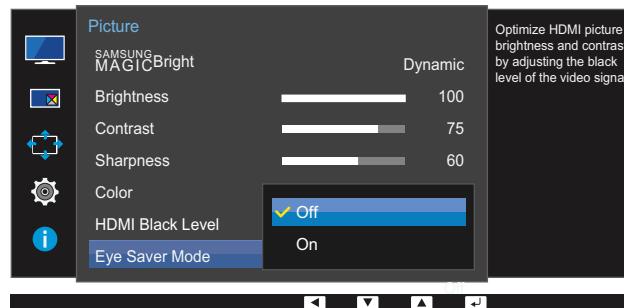 Picture
SAMSUNG
MAGICBright Dynamic
Brightness 100
Contrast 75
Sharpness 60
Color
HDMI Black Level
Eye Saver Mode
Off
On
Off
Optimize HDMI picture
brightness and contras
by adjusting the black
level of the video signa